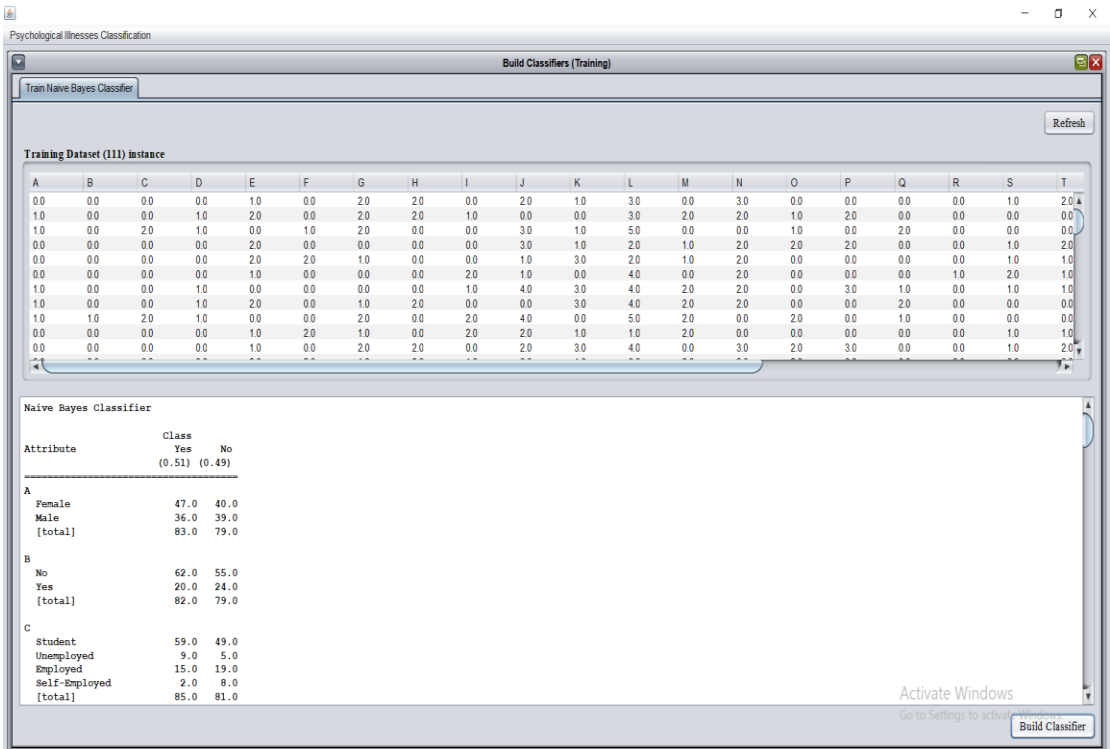 Psychological Illnesses Classification
Build Classifiers (Training)
Train Naive Bayes Classifier
Refresh
Training Dataset (111) instance
A B C D E F G H I J K L M N O P Q R S T
0.0 0.0 0.0 0.0 1.0 0.0 2.0 2.0 0.0 2.0 1.0 3.0 0.0 3.0 0.0 0.0 0.0 0.0 1.0 2.0
1.0 0.0 0.0 1.0 2.0 0.0 2.0 2.0 1.0 0.0 0.0 3.0 2.0 2.0 1.0 2.0 0.0 0.0 0.0 0.0
1.0 0.0 2.0 1.0 0.0 1.0 2.0 0.0 0.0 3.0 1.0 5.0 0.0 0.0 1.0 0.0 2.0 0.0 0.0 0.0
0.0 0.0 0.0 0.0 2.0 0.0 0.0 0.0 0.0 3.0 1.0 2.0 1.0 2.0 2.0 2.0 0.0 0.0 1.0 2.0
0.0 0.0 0.0 0.0 2.0 2.0 1.0 0.0 0.0 1.0 3.0 2.0 1.0 2.0 0.0 0.0 0.0 0.0 1.0 1.0
0.0 0.0 0.0 0.0 1.0 0.0 0.0 0.0 2.0 1.0 0.0 4.0 0.0 2.0 0.0 0.0 0.0 1.0 2.0 1.0
1.0 0.0 0.0 1.0 0.0 0.0 0.0 0.0 1.0 4.0 3.0 4.0 2.0 2.0 0.0 3.0 1.0 0.0 1.0 1.0
1.0 0.0 0.0 1.0 2.0 0.0 1.0 2.0 0.0 0.0 3.0 4.0 2.0 2.0 0.0 0.0 2.0 0.0 0.0 0.0
1.0 1.0 2.0 1.0 0.0 0.0 2.0 0.0 2.0 4.0 0.0 5.0 2.0 0.0 2.0 0.0 1.0 0.0 0.0 0.0
0.0 0.0 0.0 0.0 1.0 2.0 1.0 0.0 2.0 2.0 1.0 1.0 2.0 0.0 0.0 0.0 0.0 0.0 1.0 1.0
0.0 0.0 0.0 0.0 1.0 0.0 2.0 2.0 0.0 2.0 3.0 4.0 0.0 3.0 2.0 3.0 0.0 0.0 1.0 2.0
Naive Bayes Classifier
Class
Attribute Yes No
(0.51) (0.49)
======================================
A
Female 47.0 40.0
Male 36.0 39.0
[total] 83.0 79.0
B
No 62.0 55.0
Yes 20.0 24.0
[total] 82.0 79.0
C
Student 59.0 49.0
Unemployed 9.0 5.0
Employed 15.0 19.0
Self-Employed 2.0 8.0
[total] 85.0 81.0
Activate Windows
Go to Settings to activate Windows.
Build Classifier